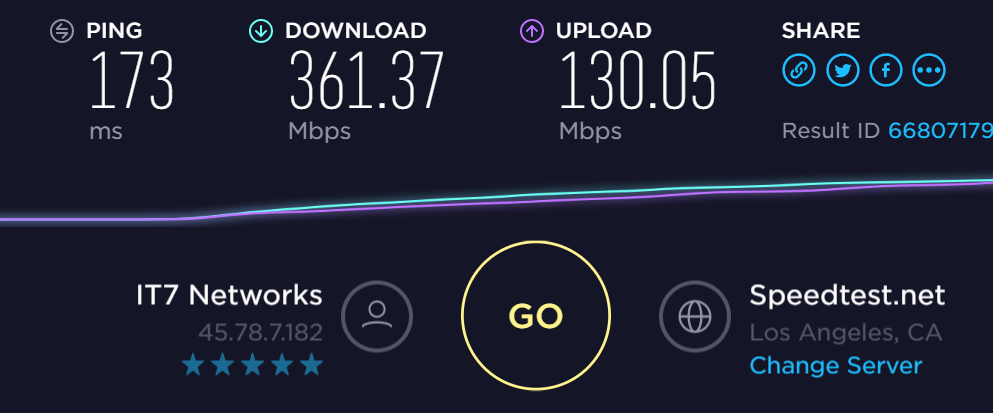 PING DOWNLOAD UPLOAD SHARE
173 361.37 130.05
ms Mbps Mbps
Result ID 66807179
IT7 Networks
45.78.7.182
GO
Speedtest.net
Los Angeles, CA
Change Server